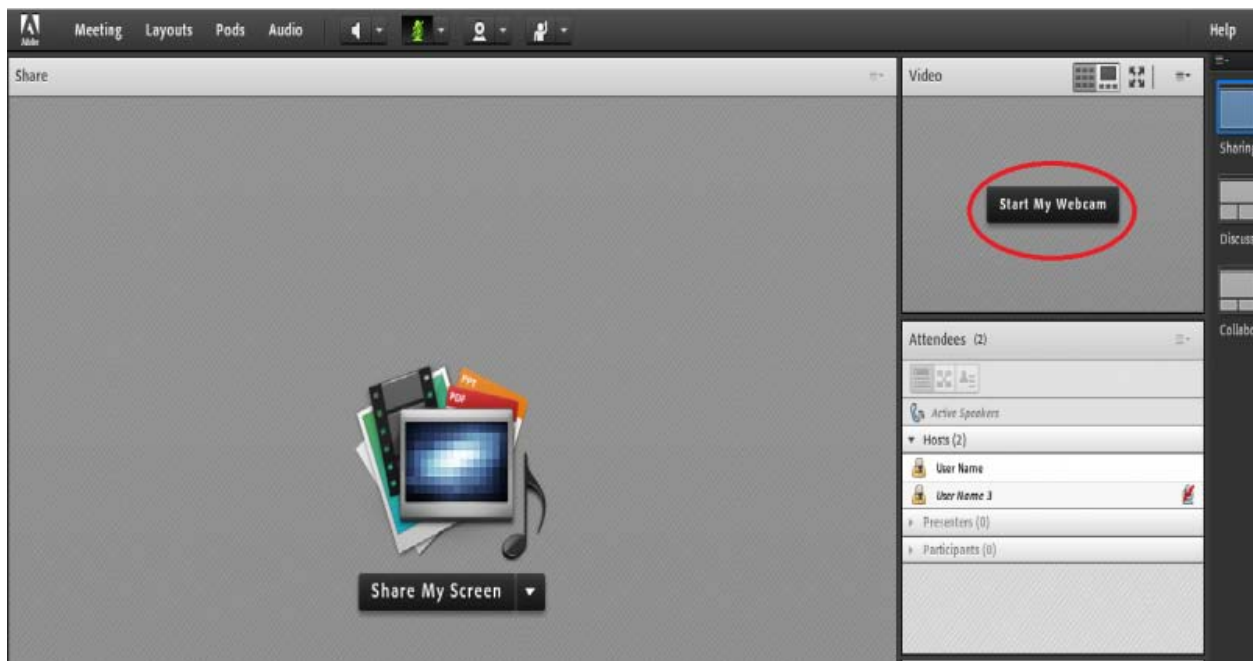 Adobe
Meeting Layouts Pods Audio
Help
Share
Video
Start My Webcam
Sharing
Attendees (2)
Active Speakers
Hosts (2)
User Name
User Name 3
Presenters (0)
Participants (0)
PPT
PDF
Share My Screen
Discuss
Collabo